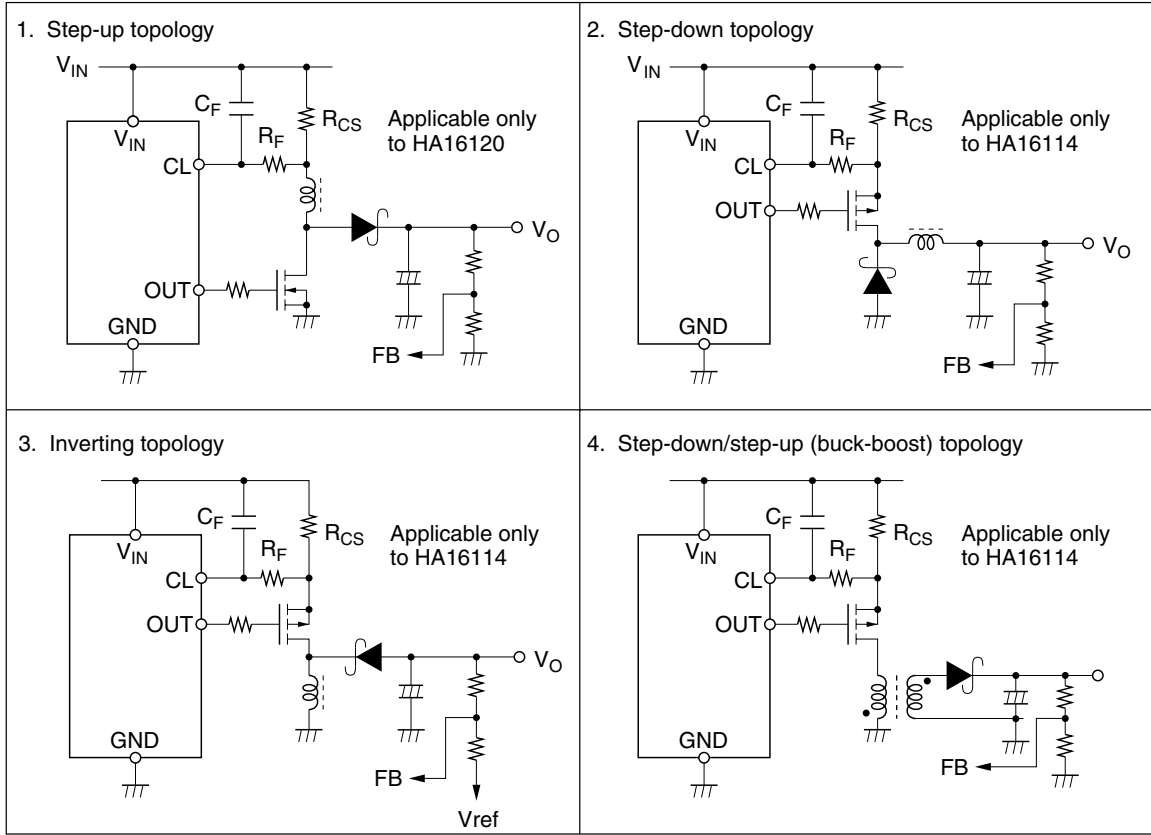 1. Step-up topology
V_IN
C_F
R_CS
Applicable only
to HA16120
V_IN
R_F
CL
V_O
OUT
GND
FB
2. Step-down topology
V_IN
C_F
R_CS
Applicable only
to HA16114
V_IN
R_F
CL
OUT
V_O
GND
FB
3. Inverting topology
C_F
R_CS
Applicable only
to HA16114
V_IN
R_F
CL
OUT
V_O
GND
FB
Vref
4. Step-down/step-up (buck-boost) topology
C_F
R_CS
Applicable only
to HA16114
V_IN
R_F
CL
OUT
GND
FB